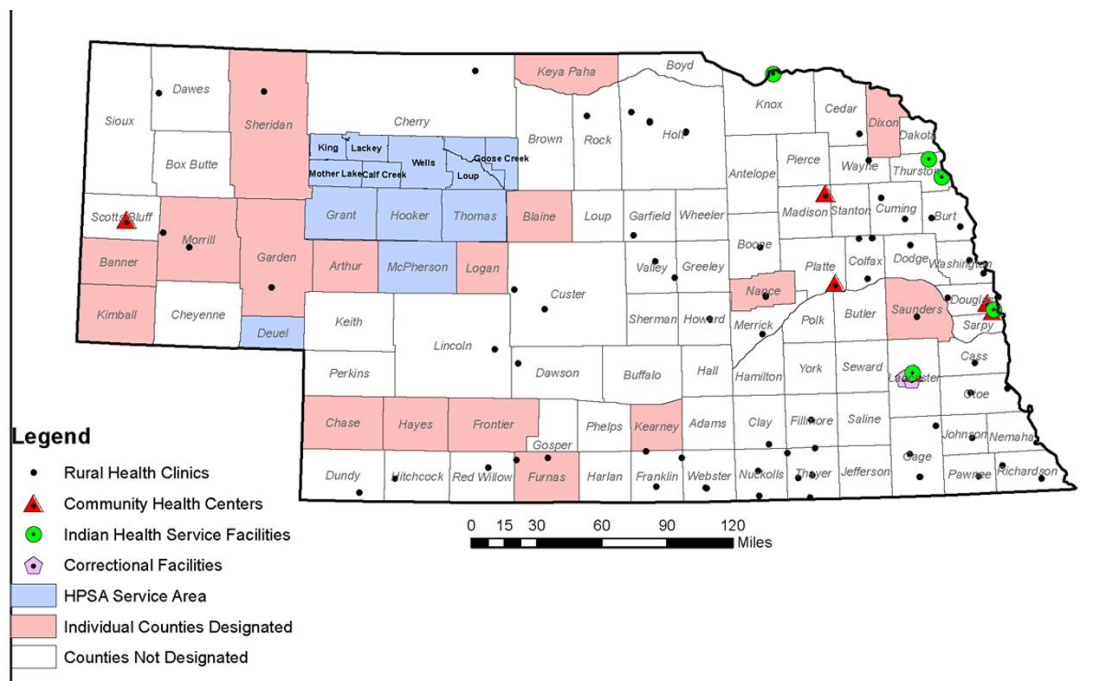 Boyd
Keya Paha
Knox
Cedar
Dawes
Sioux
Sheridan
Cherry
Brown
Rock
Holt
Dixon
Dakota
King
Lackey
Wells
Goose Creek
Box Butte
Pierce
Wayne
Thurston
Antelope
Mother Lake
Calf Creek
Loup
Scotts Bluff
Grant
Hooker
Thomas
Blaine
Loup
Garfield
Wheeler
Madison
Stanton
Cuming
Burt
Morrill
Boone
Banner
Garden
Arthur
McPherson
Logan
Valley
Greeley
Platte
Colfax
Dodge
Washington
Custer
Nance
Kimball
Cheyenne
Deuel
Keith
Sherman
Howard
Merrick
Polk
Butler
Saunders
Douglas
Sarpy
Lincoln
Perkins
Dawson
Buffalo
Hall
Hamilton
York
Seward
Lancaster
Cass
Otoe
Chase
Hayes
Frontier
Gosper
Phelps
Kearney
Adams
Clay
Fillmore
Saline
Johnson
Nemaha
Gage
Dundy
Hitchcock
Red Willow
Furnas
Harlan
Franklin
Webster
Nuckolls
Thayer
Jefferson
Pawnee
Richardson
0 15 30 60 90 120
Miles
Legend
Rural Health Clinics
Community Health Centers
Indian Health Service Facilities
Correctional Facilities
HPSA Service Area
Individual Counties Designated
Counties Not Designated